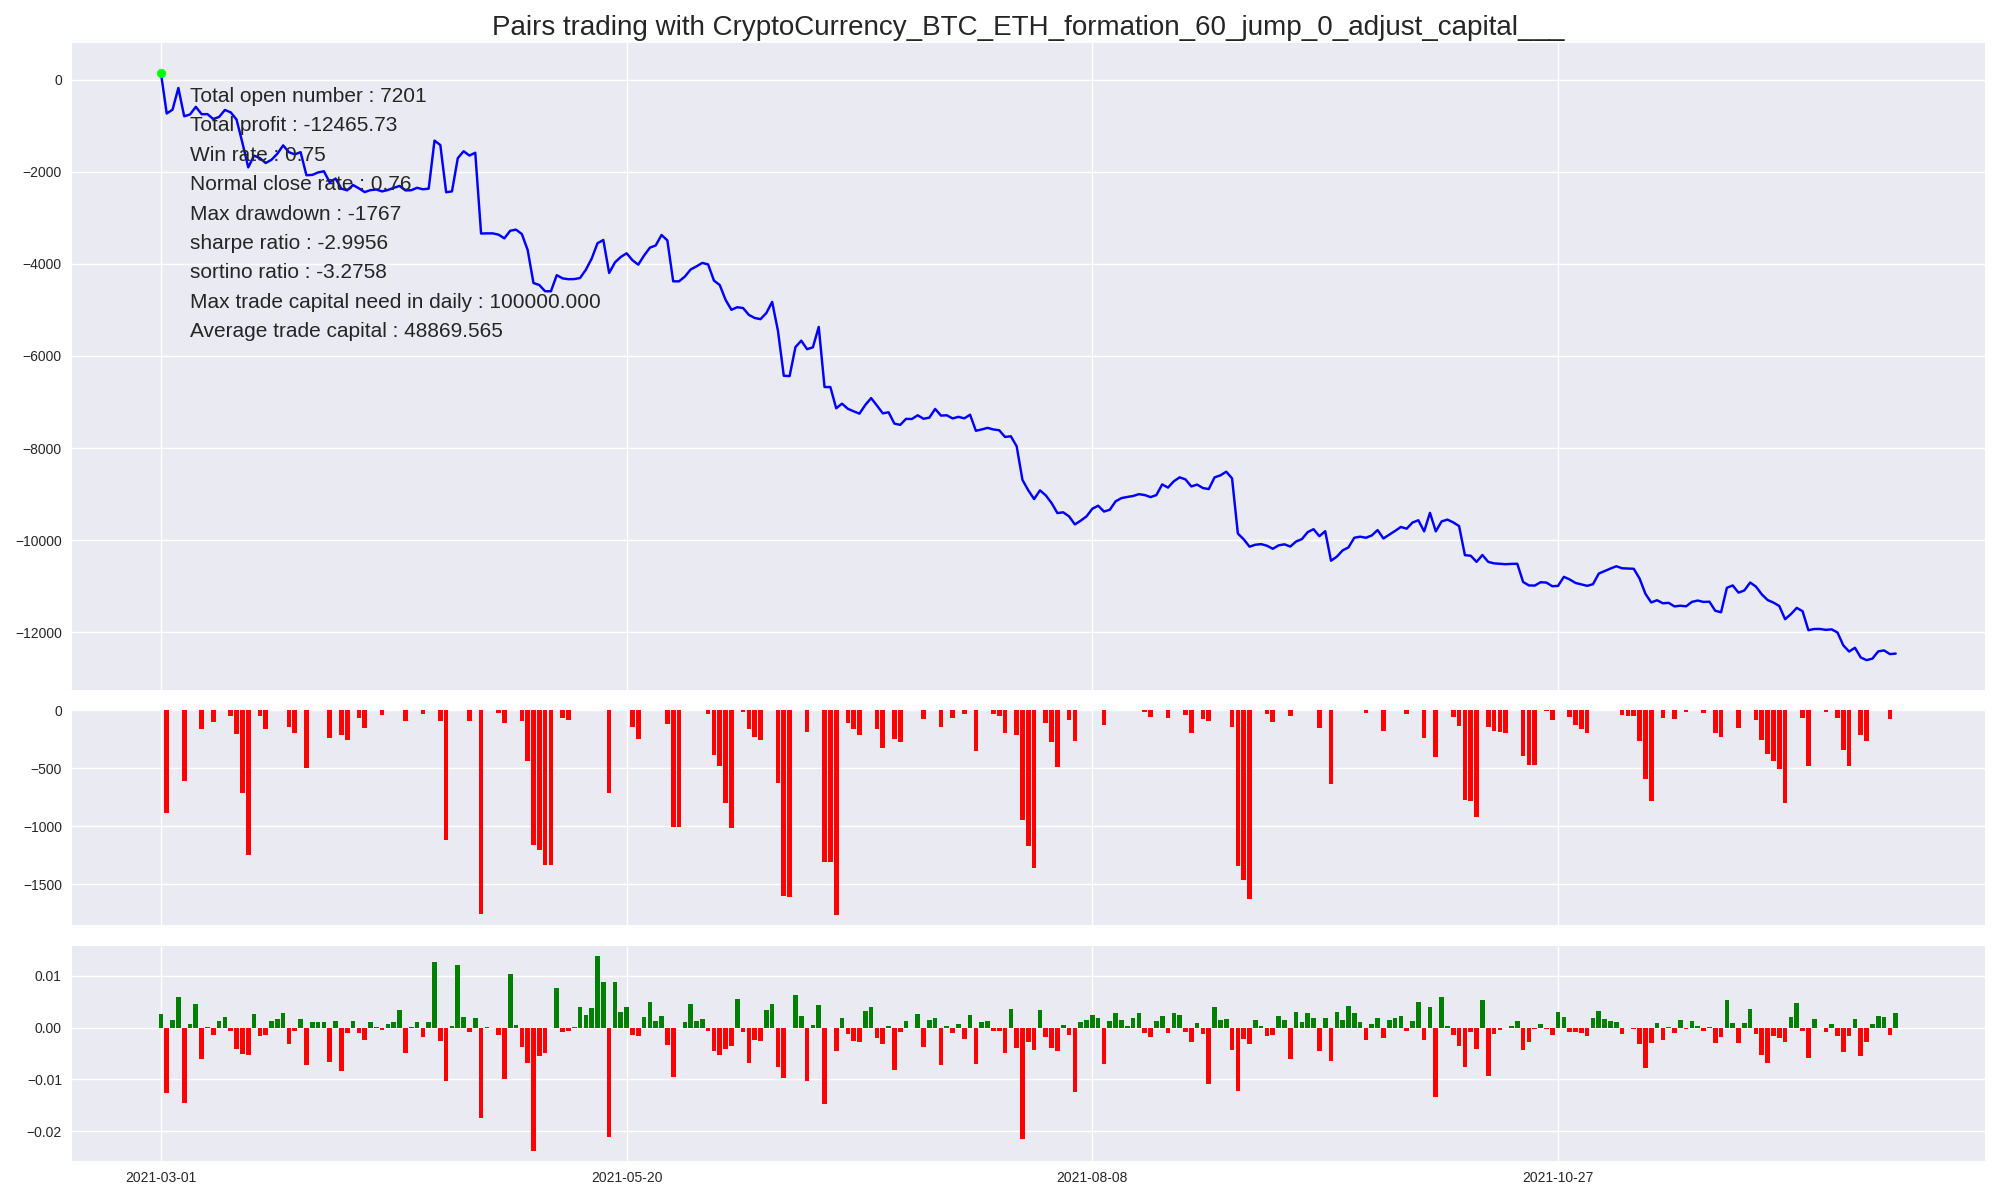 Pairs trading with CryptoCurrency_BTC_ETH_formation_60_jump_0_adjust_capital___
0
Total open number : 7201
Total profit : -12465.73
Win rate : 0.75
−2000
Normal close rate : 0.76
Max drawdown : -1767
sharpe ratio : -2.9956
−4000
sortino ratio : -3.2758
Max trade capital need in daily : 100000.000
Average trade capital : 48869.565
−6000
−8000
−10000
−12000
0
−500
−1000
−1500
0.01
0.00
−0.01
−0.02
2021-03-01 2021-05-20 2021-08-08 2021-10-27